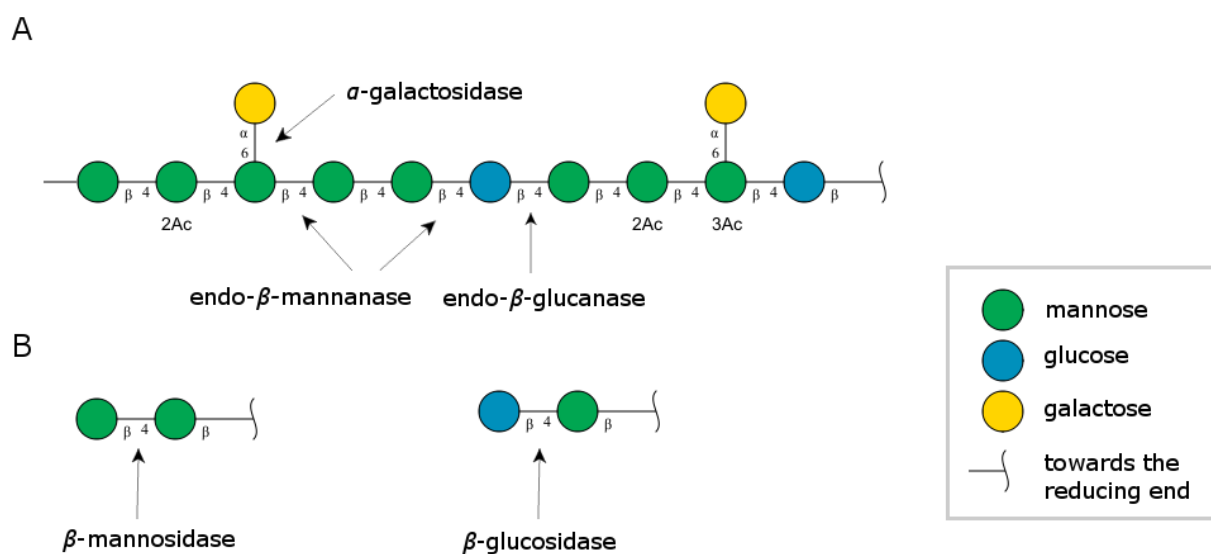 A
α-galactosidase
α
6
α
6
β 4 β 4 β 4 β 4 β 4 β 4 β 4 β 4 β 4 β
2Ac 2Ac 3Ac
endo-β-mannanase endo-β-glucanase
B
β 4 β β 4 β
β-mannosidase β-glucosidase
mannose
glucose
galactose
towards the
reducing end